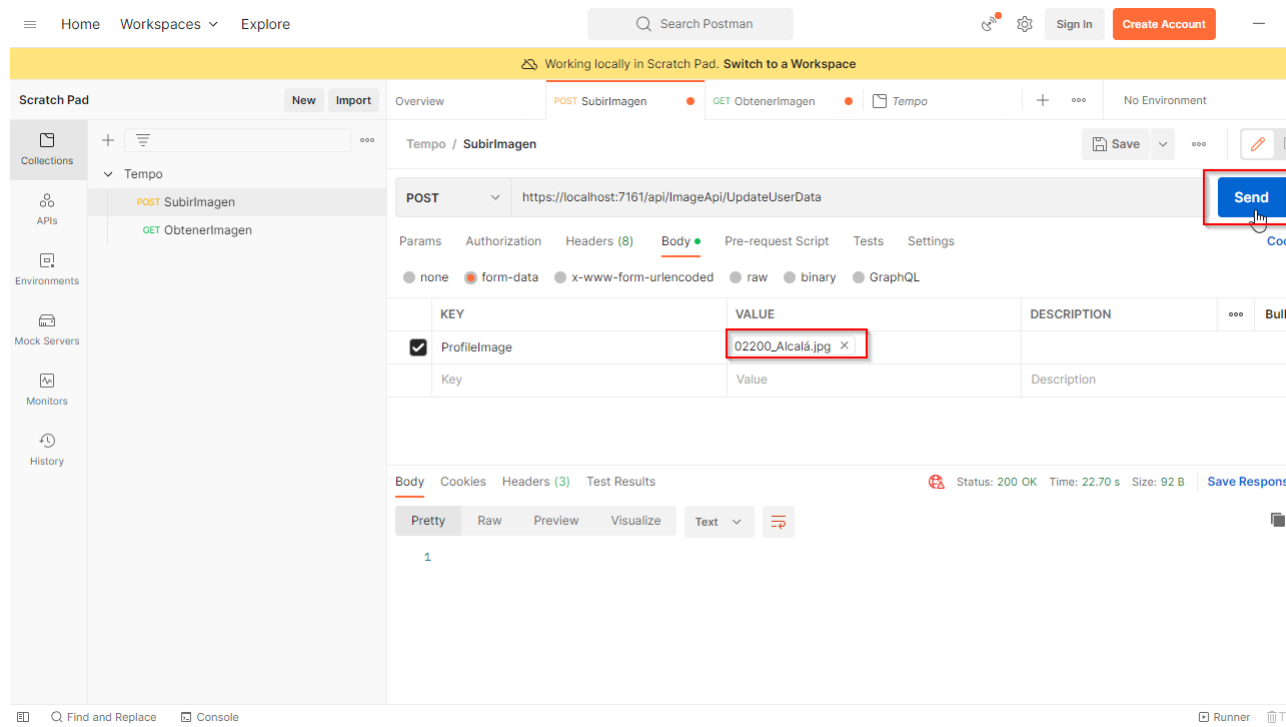 Home Workspaces Explore Search Postman Sign In Create Account
Working locally in Scratch Pad. Switch to a Workspace
Scratch Pad New Import Overview POST SubirImagen GET ObtenerImagen Tempo No Environment
Collections
APIs
Environments
Mock Servers
Monitors
History
Tempo
POST SubirImagen
GET ObtenerImagen
Tempo / SubirImagen Save
POST https://localhost:7161/api/ImageApi/UpdateUserData Send
Params Authorization Headers (8) Body Pre-request Script Tests Settings
none form-data x-www-form-urlencoded raw binary GraphQL
KEY VALUE DESCRIPTION
ProfileImage 02200_Alcalá.jpg
Key Value Description
Body Cookies Headers (3) Test Results Status: 200 OK Time: 22.70 s Size: 92 B Save Respons
Pretty Raw Preview Visualize Text
1
Find and Replace Console Runner